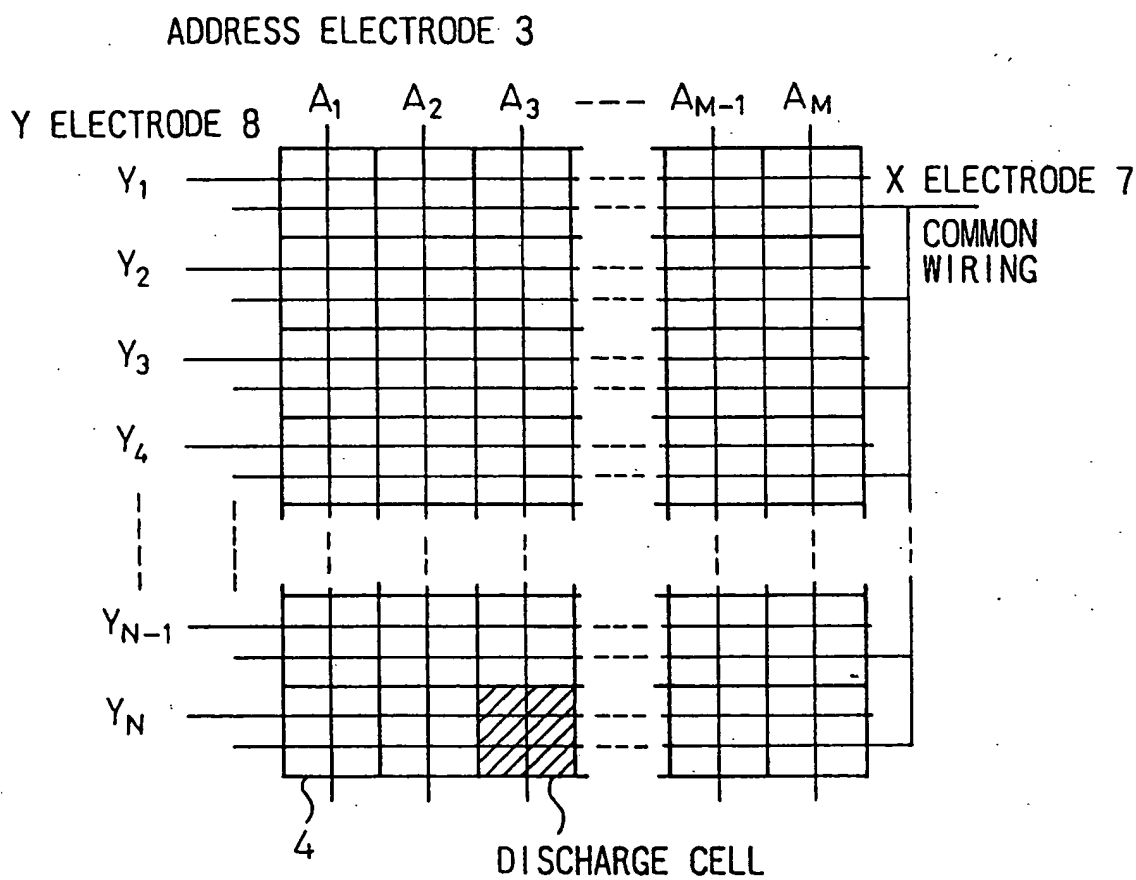 ADDRESS ELECTRODE 3
A1 A2 A3 ---- AM-1 AM
Y ELECTRODE 8
Y1
X ELECTRODE 7
COMMON
WIRING
Y2
Y3
Y4
YN-1
YN
4
DISCHARGE CELL